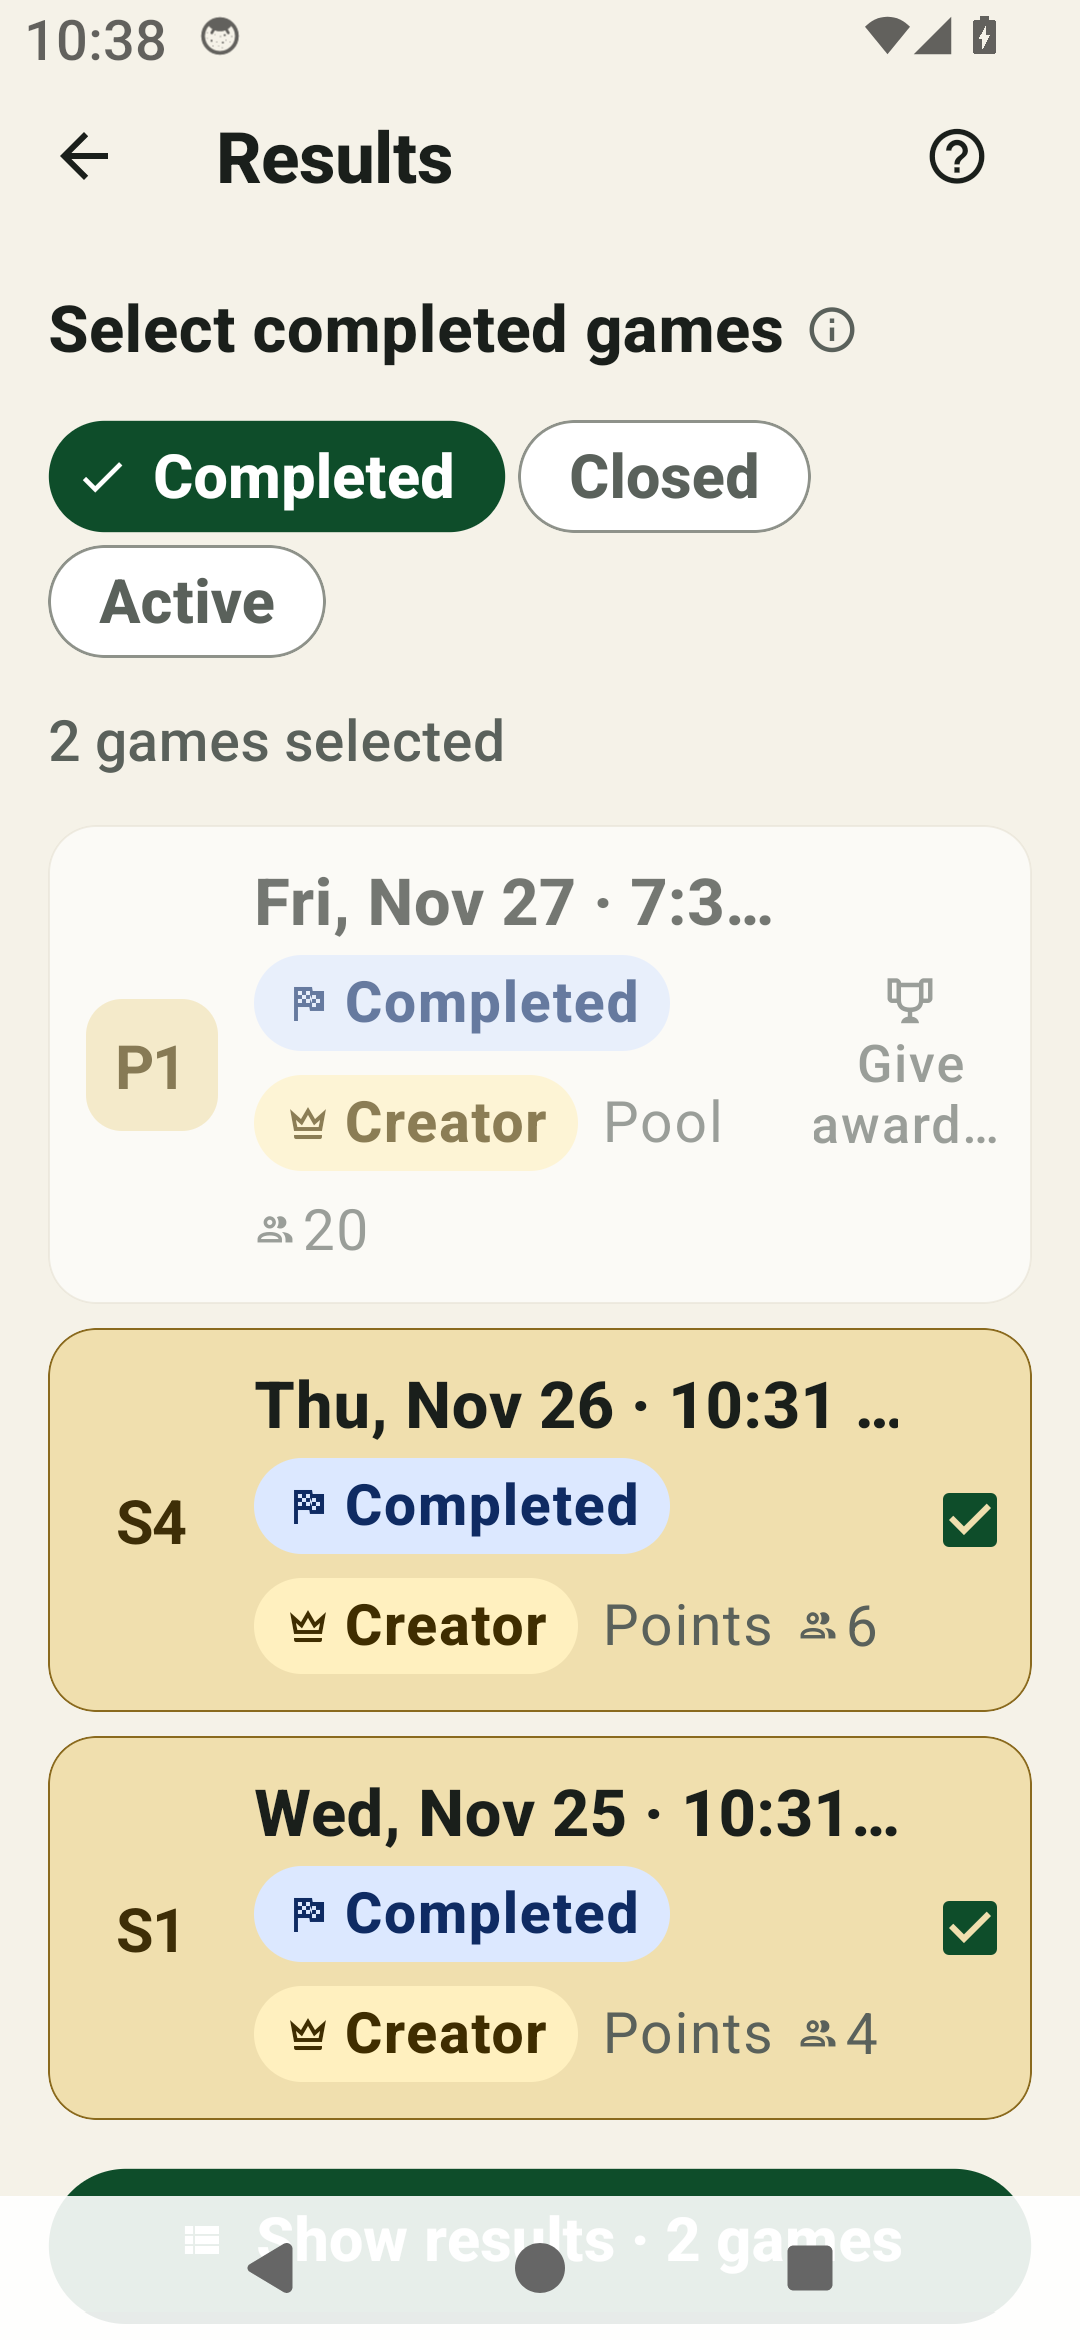 10:38
Results
Select completed games
Completed
Closed
Active
2 games selected
Fri, Nov 27 · 7:3…
Completed
P1
Creator
Pool
Give
award…
20
Thu, Nov 26 · 10:31 …
Completed
S4
Creator
Points
6
Wed, Nov 25 · 10:31…
Completed
S1
Creator
Points
4
Show results · 2 games